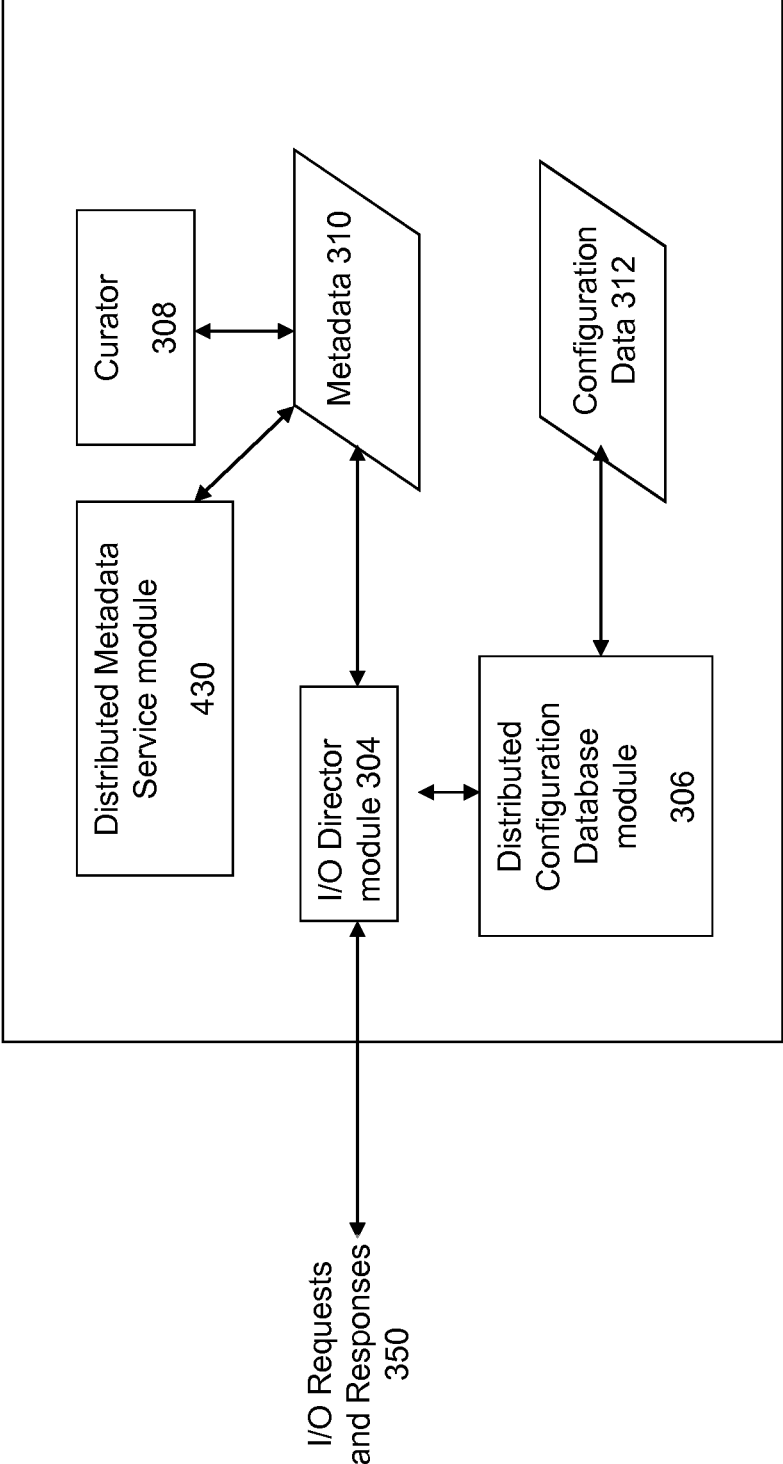 Distributed Metadata
Service module
430
Curator
308
I/O Requests
and Responses
350
I/O Director
module 304
Metadata 310
Distributed
Configuration
Database
module
306
Configuration
Data 312